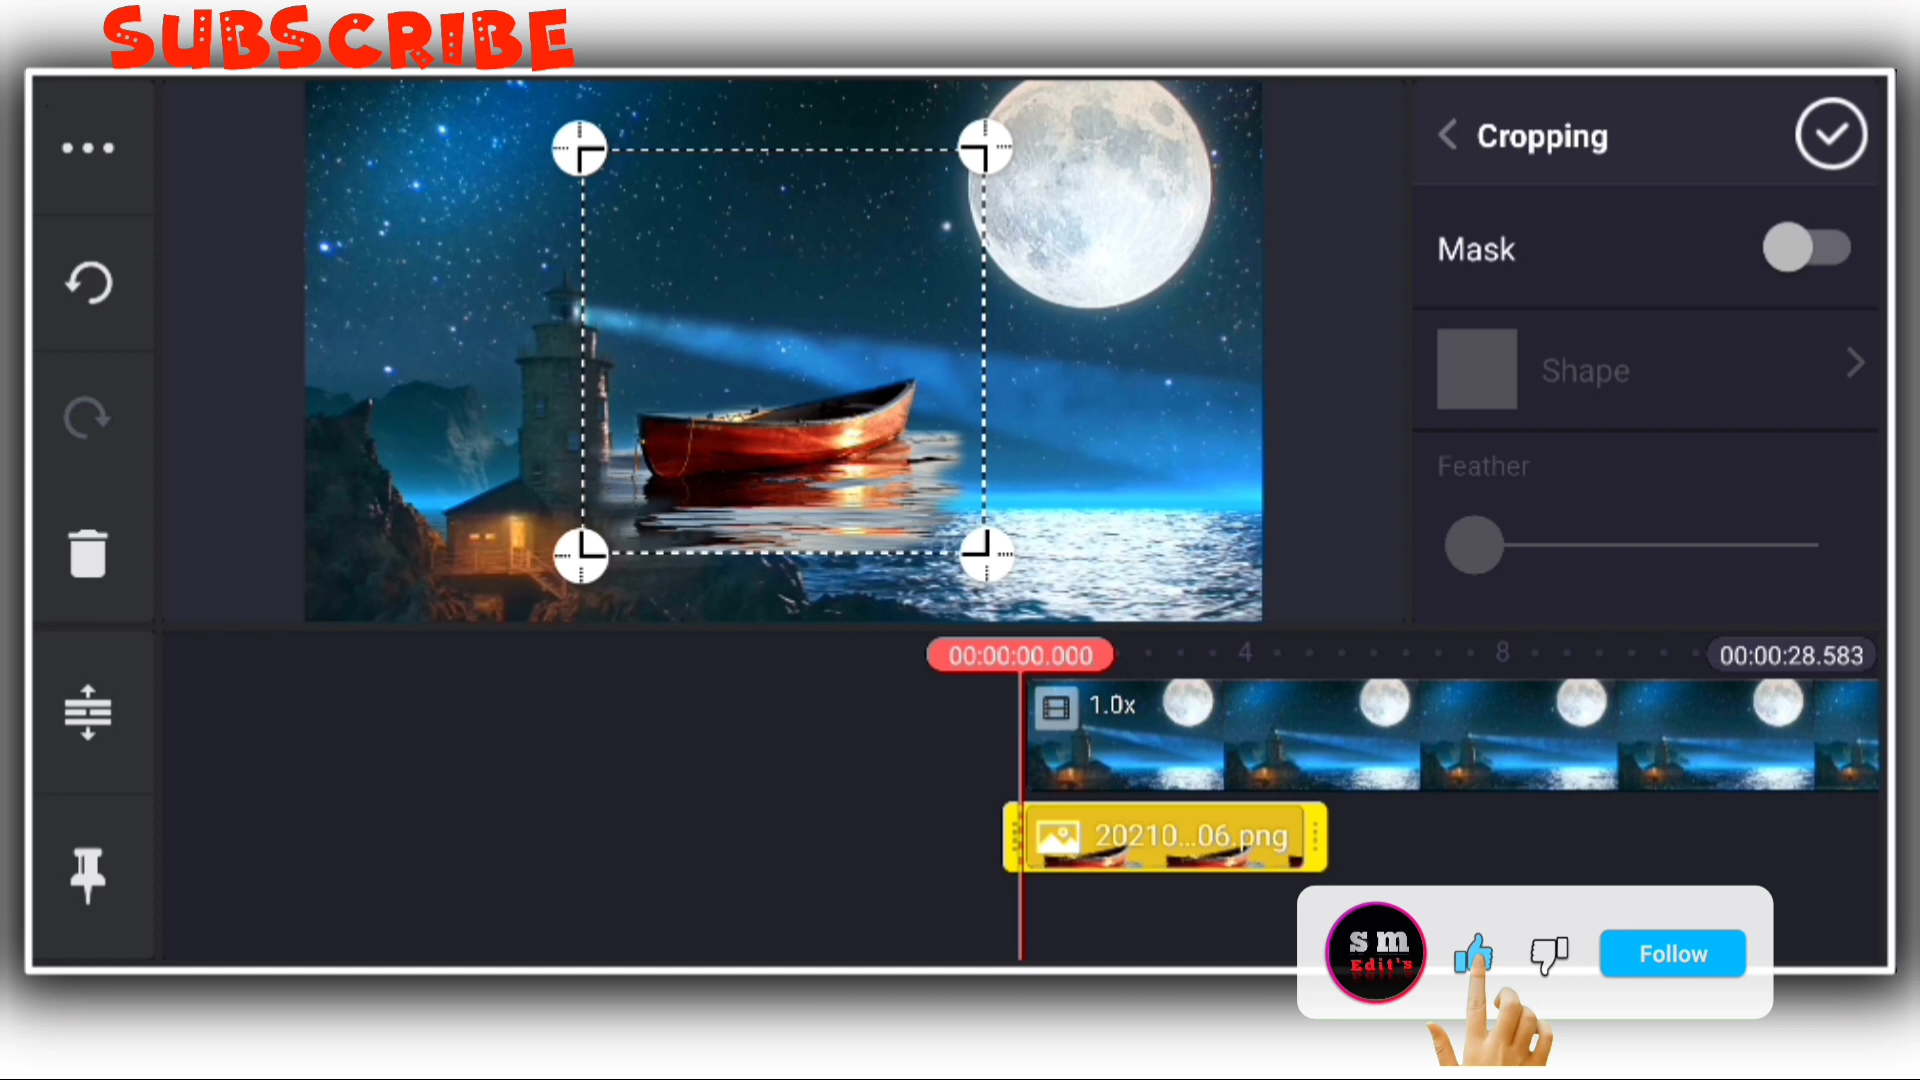 SUBSCRIBE
Cropping
Mask
Shape
Feather
00:00:00.000
4
8
00:00:28.583
1.0x
20210...06.png
s m
Edit's
Follow